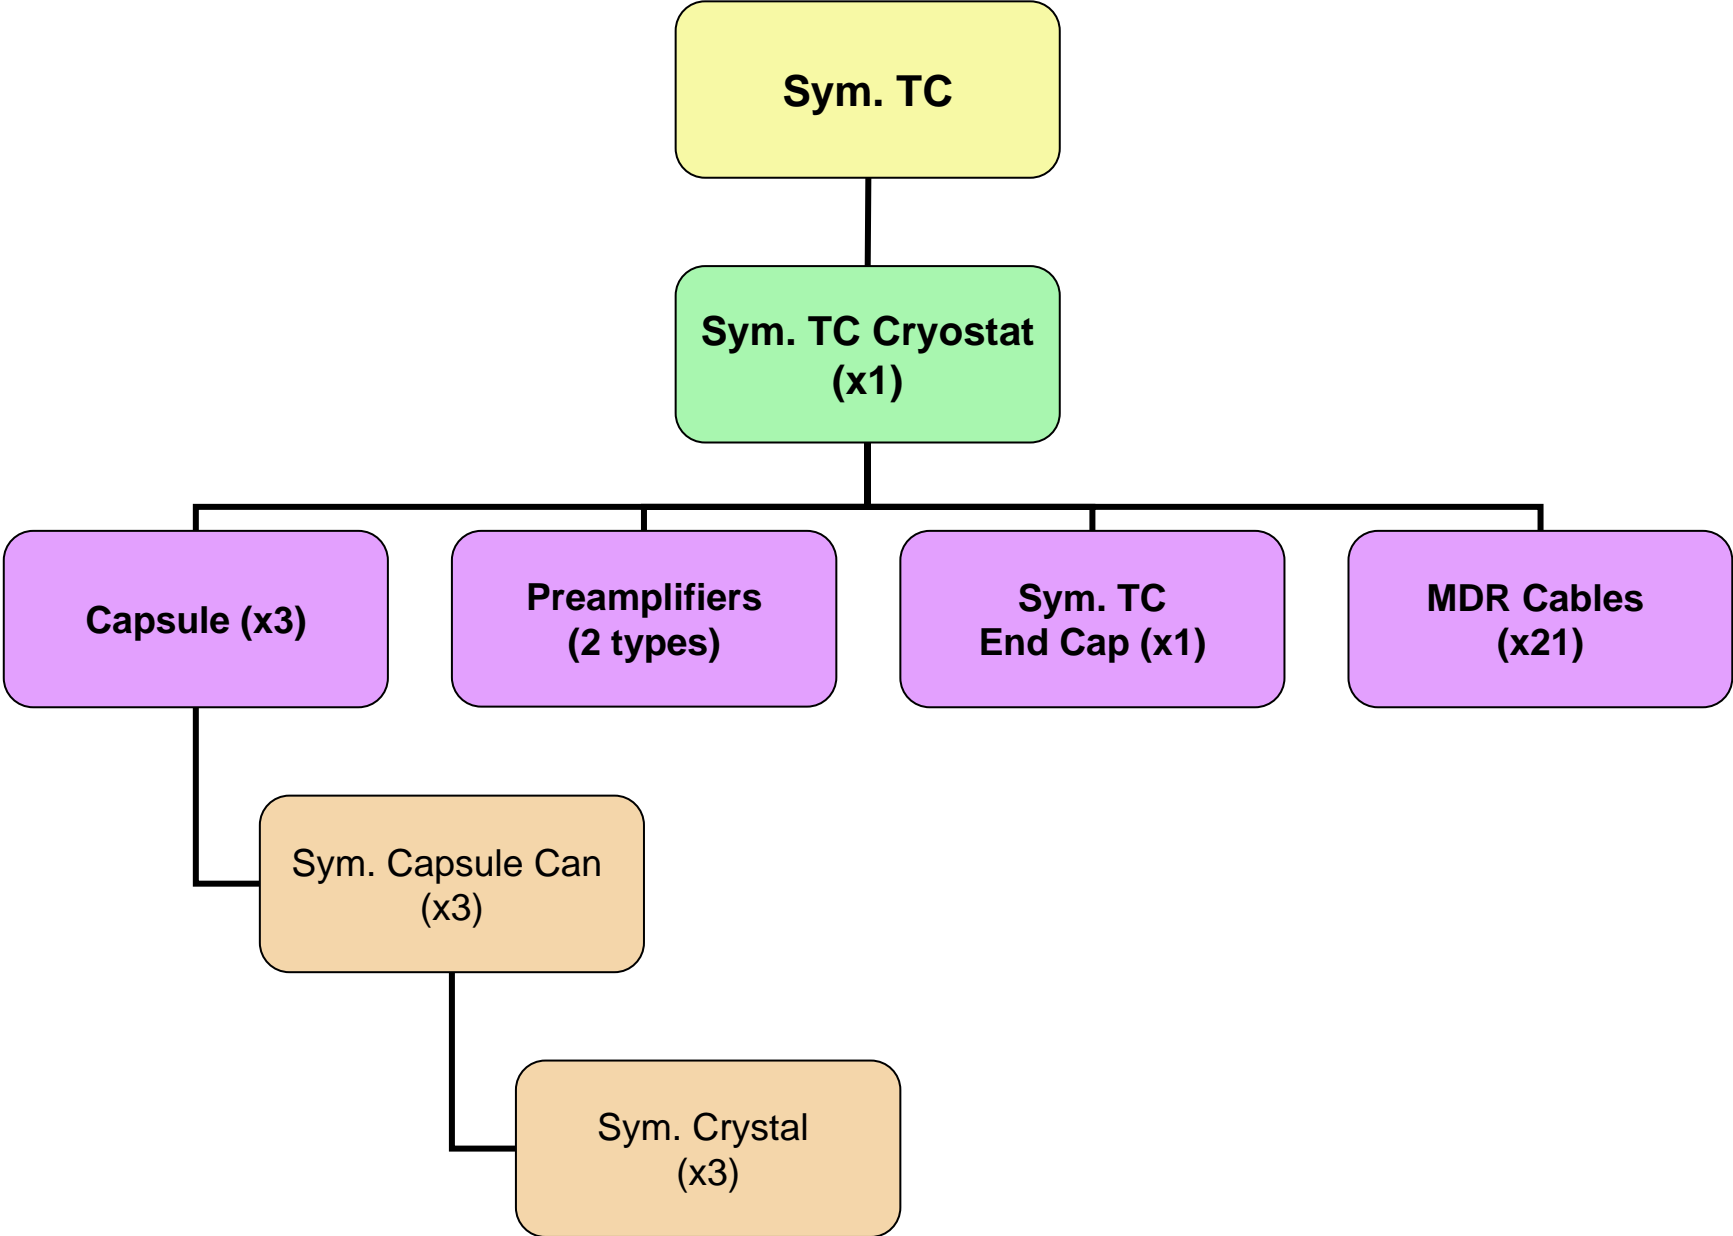 Sym. TC
Sym. TC Cryostat
(x1)
Capsule (x3)
Preamplifiers
(2 types)
Sym. TC
End Cap (x1)
MDR Cables
(x21)
Sym. Capsule Can
(x3)
Sym. Crystal
(x3)